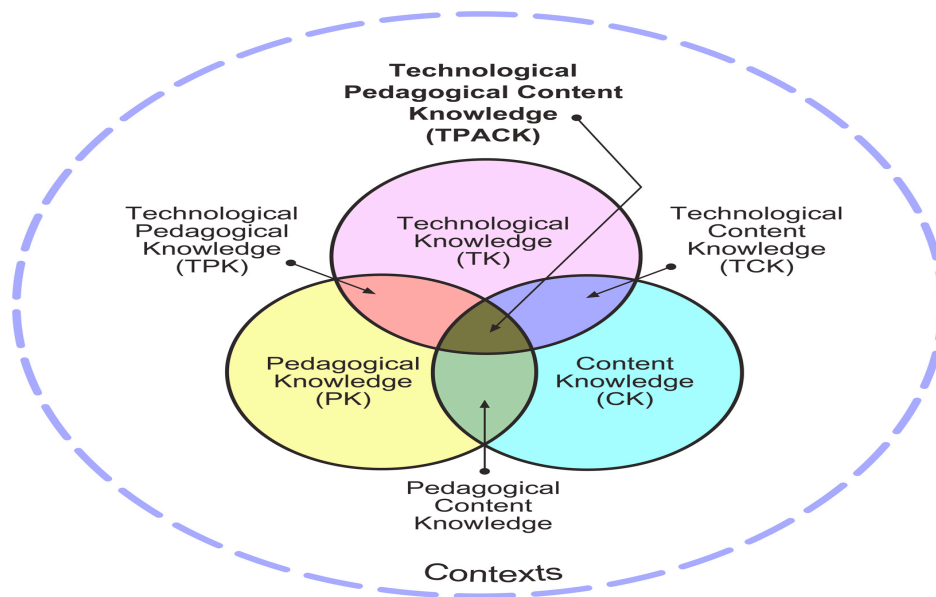 Technological
Pedagogical Content
Knowledge
(TPACK)
Technological
Pedagogical
Knowledge
(TPK)
Technological
Knowledge
(TK)
Technological
Content
Knowledge
(TCK)
Pedagogical
Knowledge
(PK)
Content
Knowledge
(CK)
Pedagogical
Content
Knowledge
Contexts